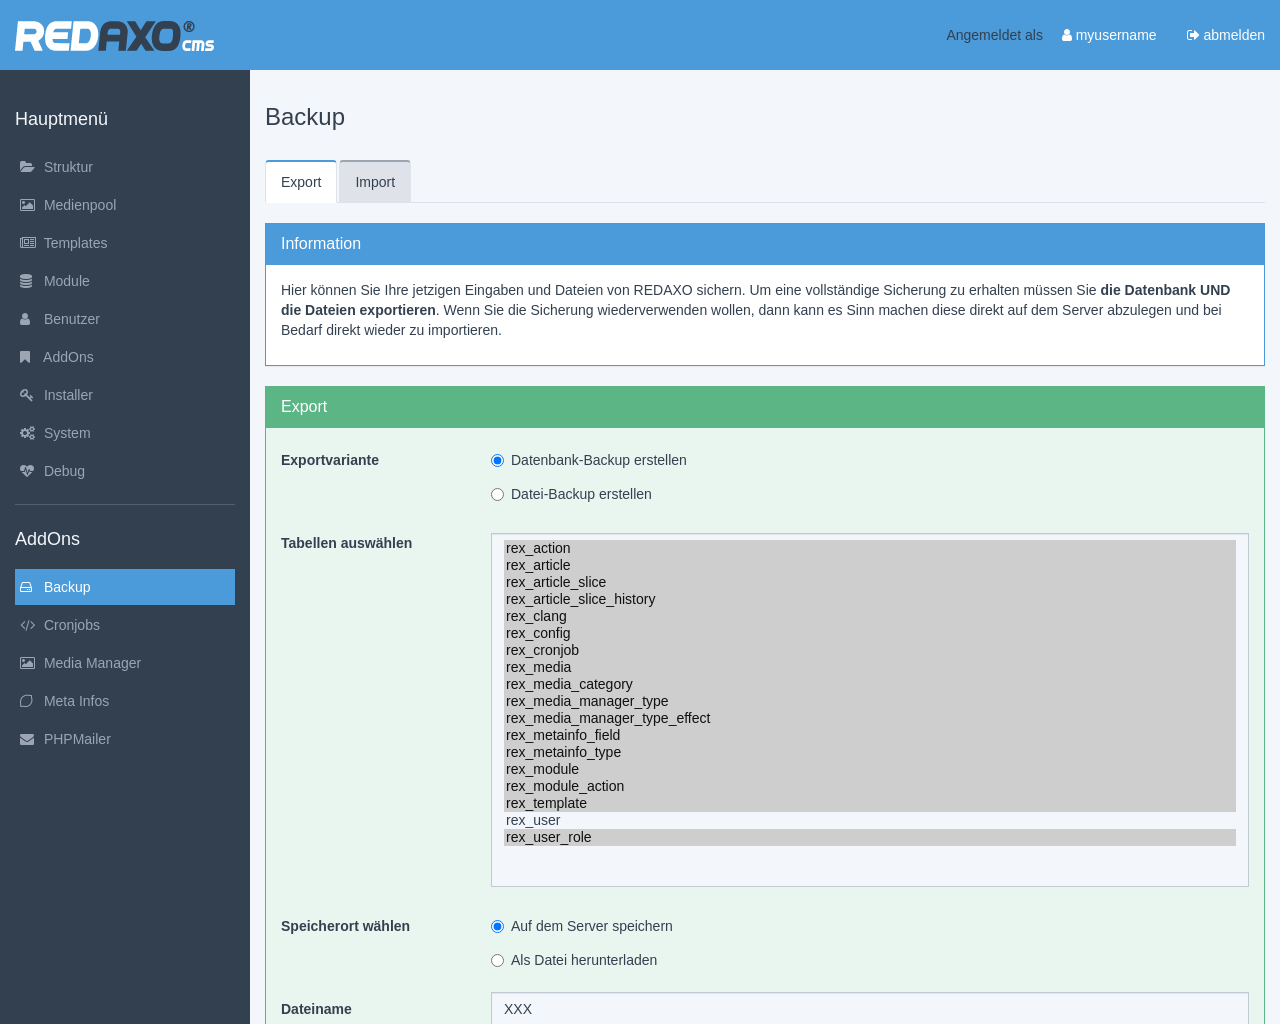 REDAXO® cms
Angemeldet als myusername abmelden
Hauptmenü
Struktur
Medienpool
Templates
Module
Benutzer
AddOns
Installer
System
Debug
AddOns
Backup
Cronjobs
Media Manager
Meta Infos
PHPMailer
Backup
Export Import
Information
Hier können Sie Ihre jetzigen Eingaben und Dateien von REDAXO sichern. Um eine vollständige Sicherung zu erhalten müssen Sie die Datenbank UND
die Dateien exportieren. Wenn Sie die Sicherung wiederverwenden wollen, dann kann es Sinn machen diese direkt auf dem Server abzulegen und bei
Bedarf direkt wieder zu importieren.
Export
Exportvariante
Datenbank-Backup erstellen
Datei-Backup erstellen
Tabellen auswählen
rex_action
rex_article
rex_article_slice
rex_article_slice_history
rex_clang
rex_config
rex_cronjob
rex_media
rex_media_category
rex_media_manager_type
rex_media_manager_type_effect
rex_metainfo_field
rex_metainfo_type
rex_module
rex_module_action
rex_template
rex_user
rex_user_role
Speicherort wählen
Auf dem Server speichern
Als Datei herunterladen
Dateiname
XXX